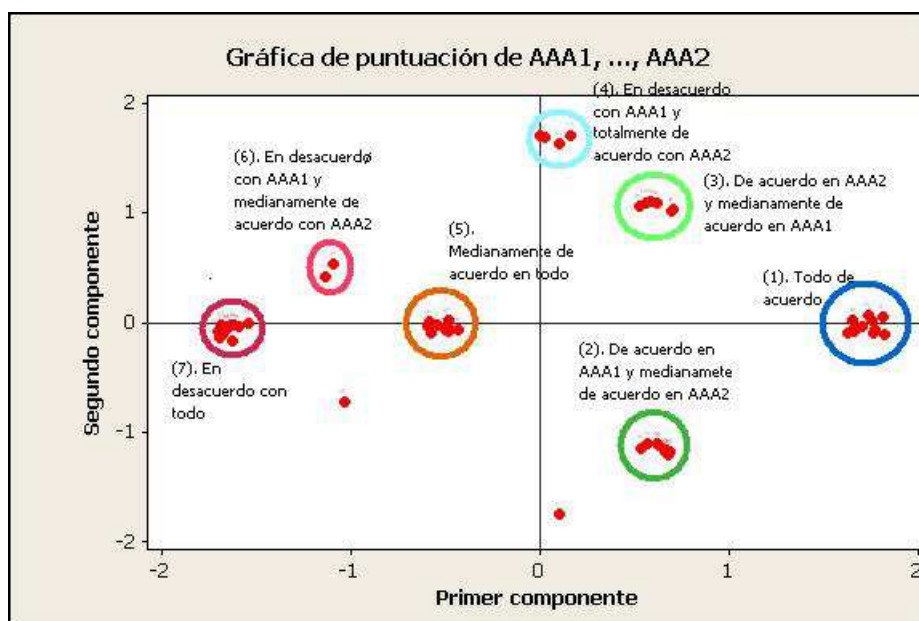 Gráfica de puntuación de AAA1, ..., AAA2
(4). En desacuerdo
con AAA1 y
totalmente de
acuerdo con AAA2
(6). En desacuerdo
con AAA1 y
medianamente de
acuerdo con AAA2
(3). De acuerdo en AAA2
y medianamente de
acuerdo en AAA1
(5).
Medianamente de
acuerdo en todo
(1). Todo de
acuerdo
(2). De acuerdo en
AAA1 y medianamete
de acuerdo en AAA2
(7). En
desacuerdo con
todo
Segundo componente
2
1
0
-1
-2
-2
-1
0
1
2
Primer componente